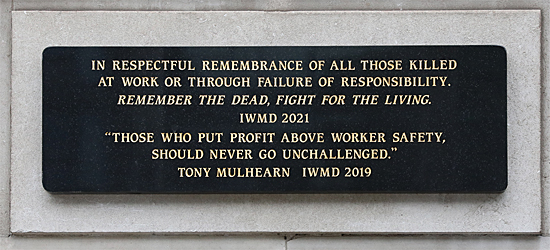 IN RESPECTFUL REMEMBRANCE OF ALL THOSE KILLED
AT WORK OR THROUGH FAILURE OF RESPONSIBILITY.
REMEMBER THE DEAD, FIGHT FOR THE LIVING.
IWMD 2021
“THOSE WHO PUT PROFIT ABOVE WORKER SAFETY,
SHOULD NEVER GO UNCHALLENGED.”
TONY MULHEARN IWMD 2019